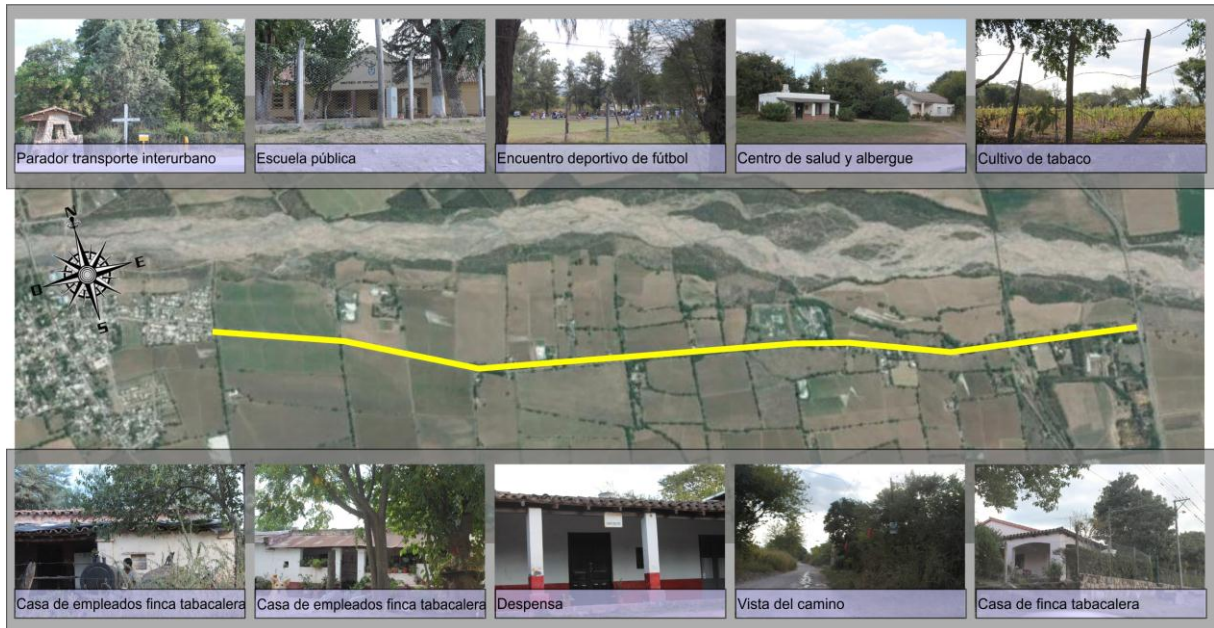 Parador transporte interurbano
Escuela pública
Encuentro deportivo de fútbol
Centro de salud y albergue
Cultivo de tabaco
N
E
O
S
Casa de empleados finca tabacalera
Casa de empleados finca tabacalera
Despensa
Vista del camino
Casa de finca tabacalera